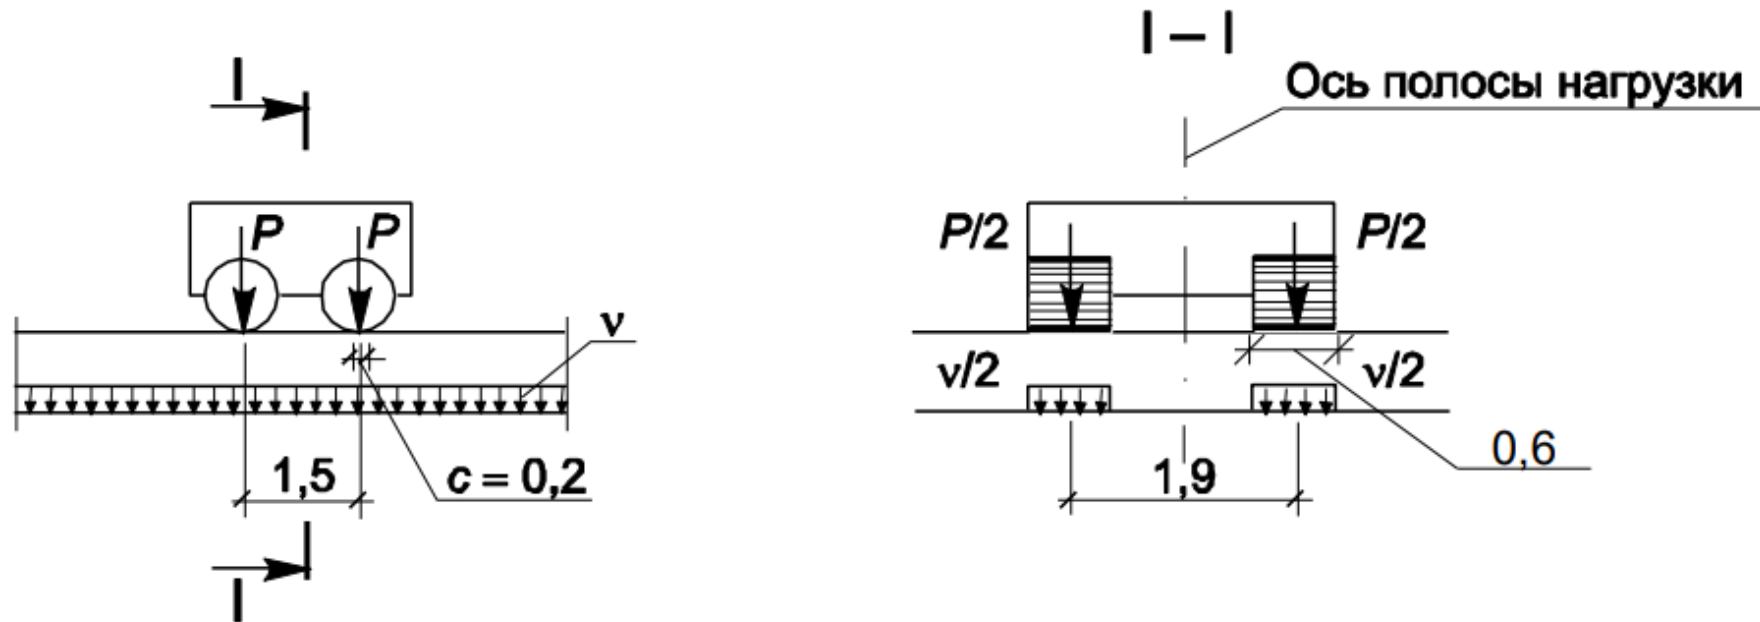 I
P P
ν
1,5 c = 0,2
I
I – I
Ось полосы нагрузки
P/2 P/2
ν/2 ν/2
0,6
1,9